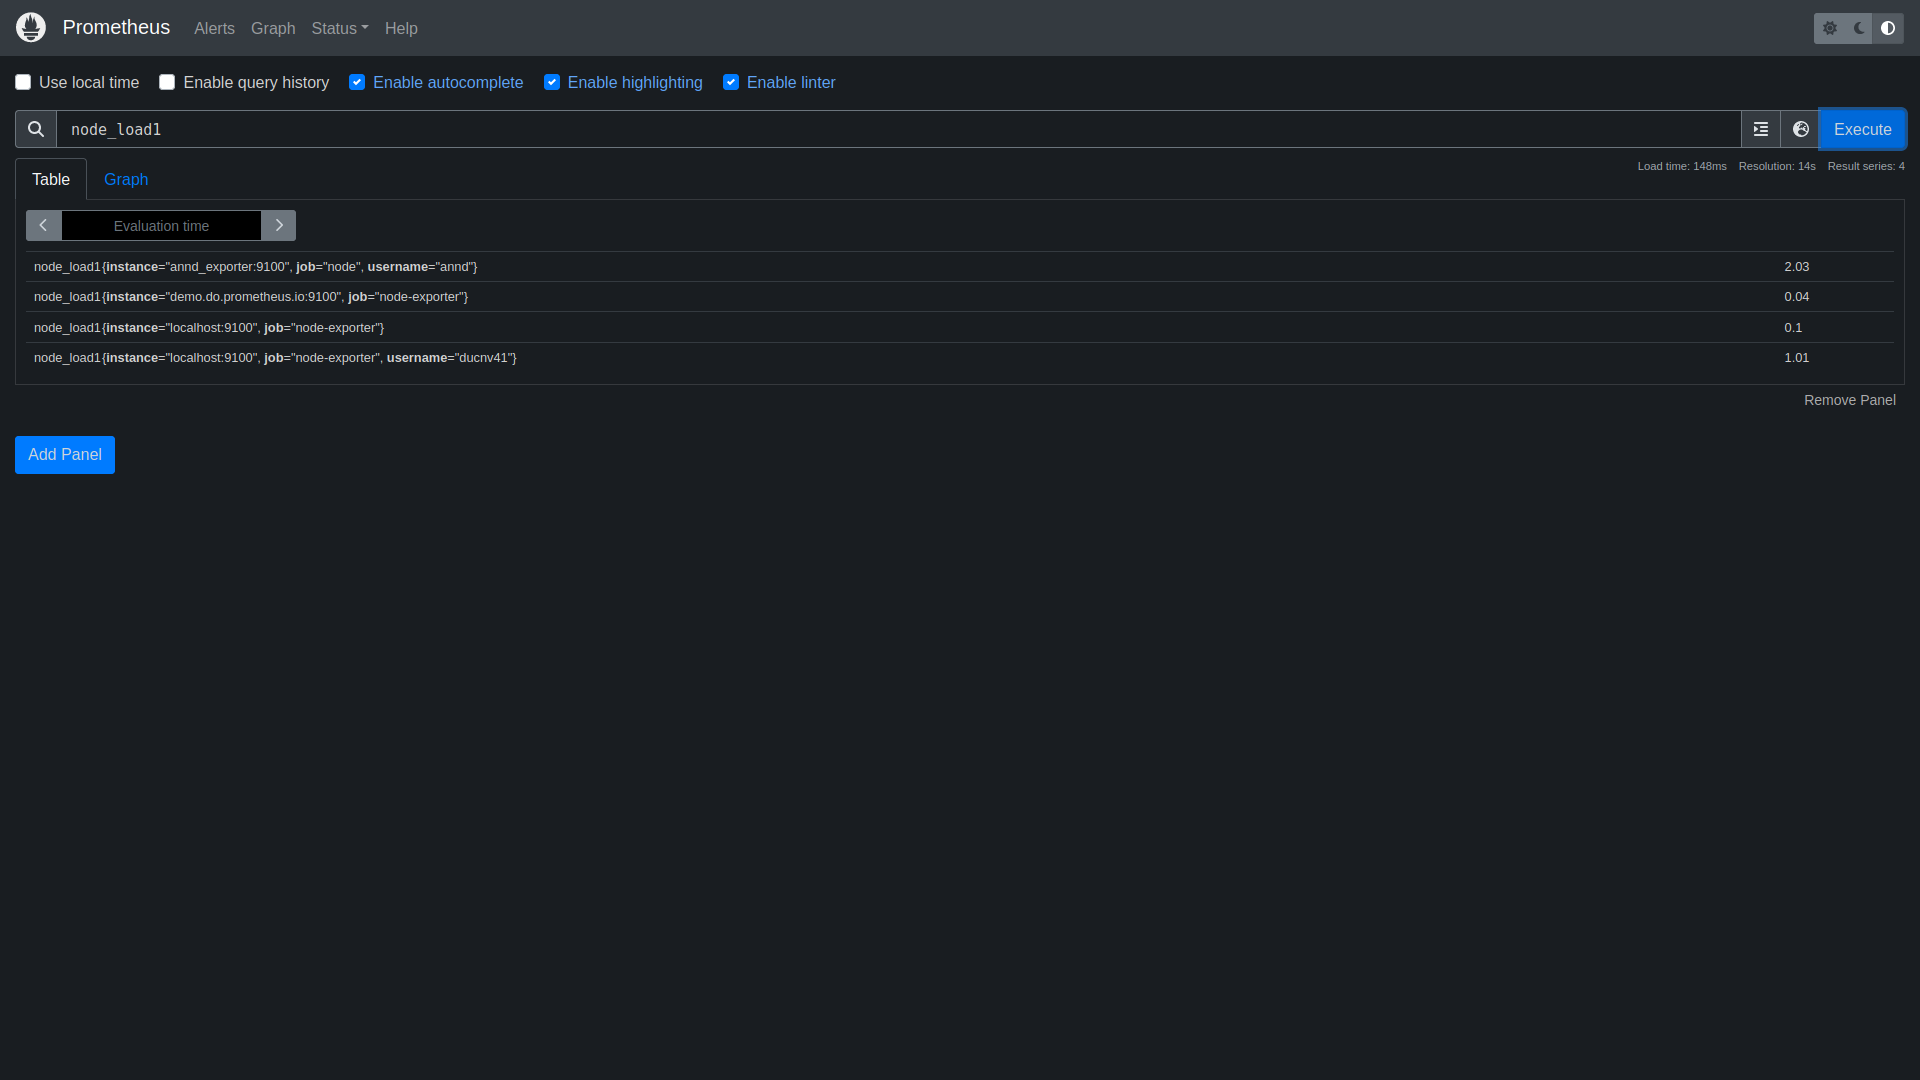 Prometheus Alerts Graph Status Help
Use local time Enable query history Enable autocomplete Enable highlighting Enable linter
node_load1 Execute
Table Graph Load time: 148ms Resolution: 14s Result series: 4
Evaluation time
node_load1{instance="annd_exporter:9100", job="node", username="annd"} 2.03
node_load1{instance="demo.do.prometheus.io:9100", job="node-exporter"} 0.04
node_load1{instance="localhost:9100", job="node-exporter"} 0.1
node_load1{instance="localhost:9100", job="node-exporter", username="ducnv41"} 1.01
Remove Panel
Add Panel